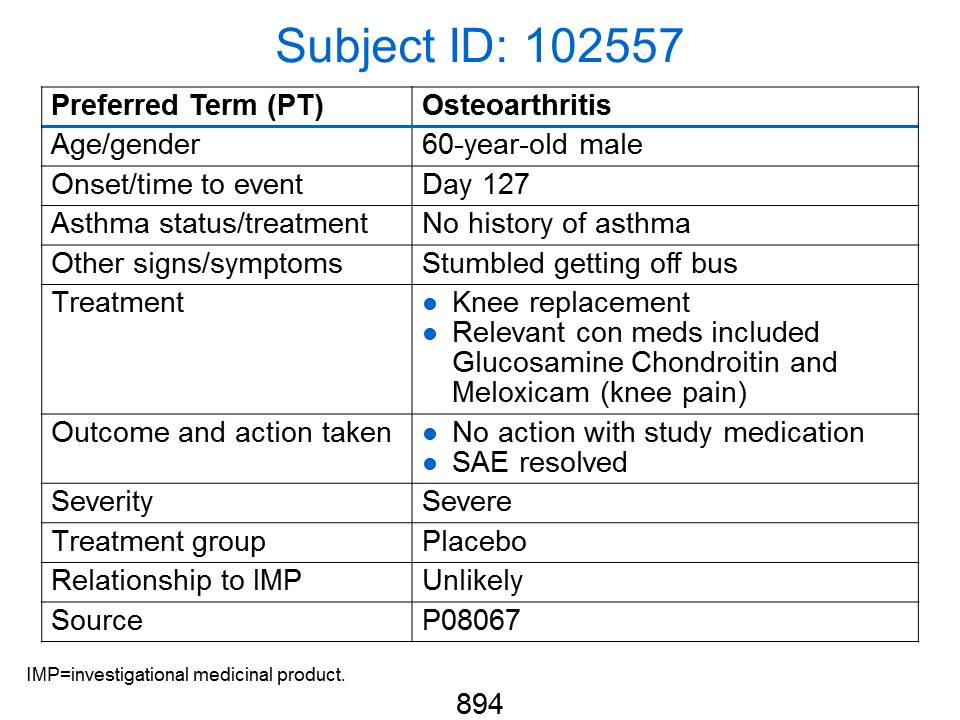 Subject ID: 102557
Preferred Term (PT) Osteoarthritis
Age/gender 60-year-old male
Onset/time to event Day 127
Asthma status/treatment No history of asthma
Other signs/symptoms Stumbled getting off bus
Treatment ● Knee replacement
● Relevant con meds included
Glucosamine Chondroitin and
Meloxicam (knee pain)
Outcome and action taken ● No action with study medication
● SAE resolved
Severity Severe
Treatment group Placebo
Relationship to IMP Unlikely
Source P08067
IMP=investigational medicinal product.
894